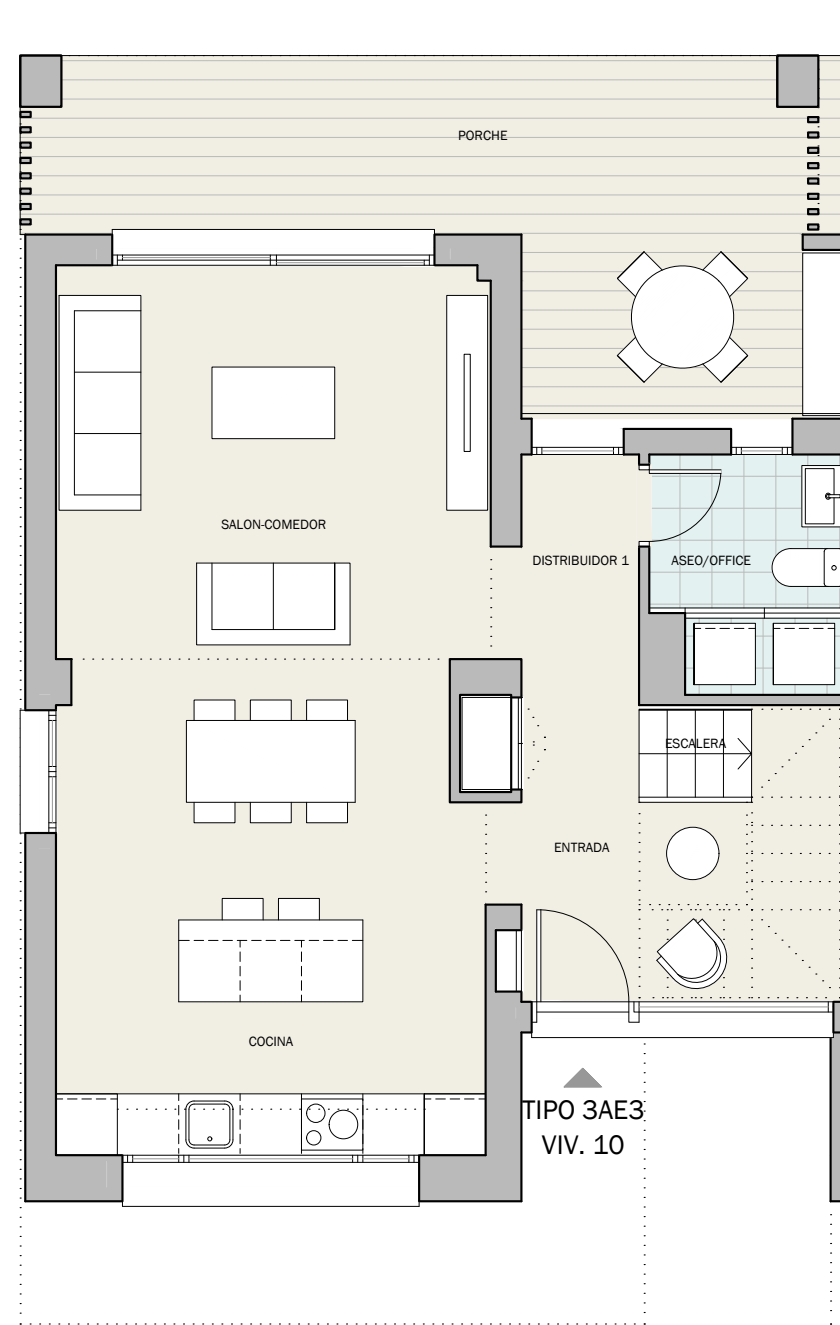 PORCHE
SALON-COMEDOR
DISTRIBUIDOR 1
ASEO/OFFICE
ESCALERA
ENTRADA
COCINA
TIPO 3AE3
VIV. 10